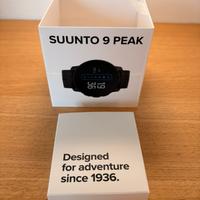 SUUNTO 9 PEAK
Designed
for adventure
since 1936.